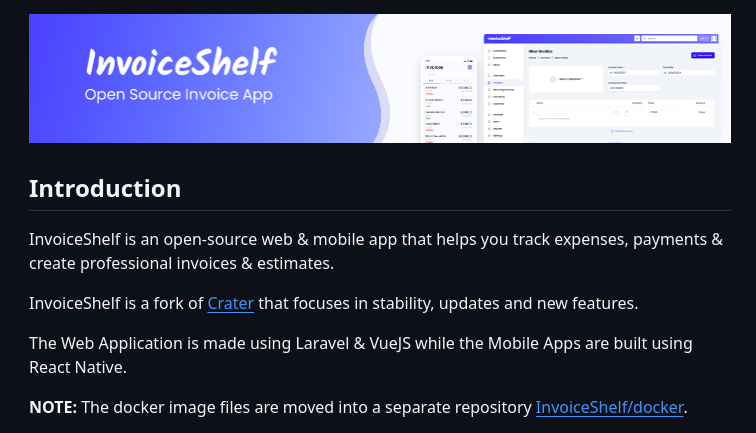 InvoiceShelf
Open Source Invoice App
Invoices
New Invoice
Introduction
InvoiceShelf is an open-source web & mobile app that helps you track expenses, payments &
create professional invoices & estimates.
InvoiceShelf is a fork of Crater that focuses in stability, updates and new features.
The Web Application is made using Laravel & VueJS while the Mobile Apps are built using
React Native.
NOTE: The docker image files are moved into a separate repository InvoiceShelf/docker.